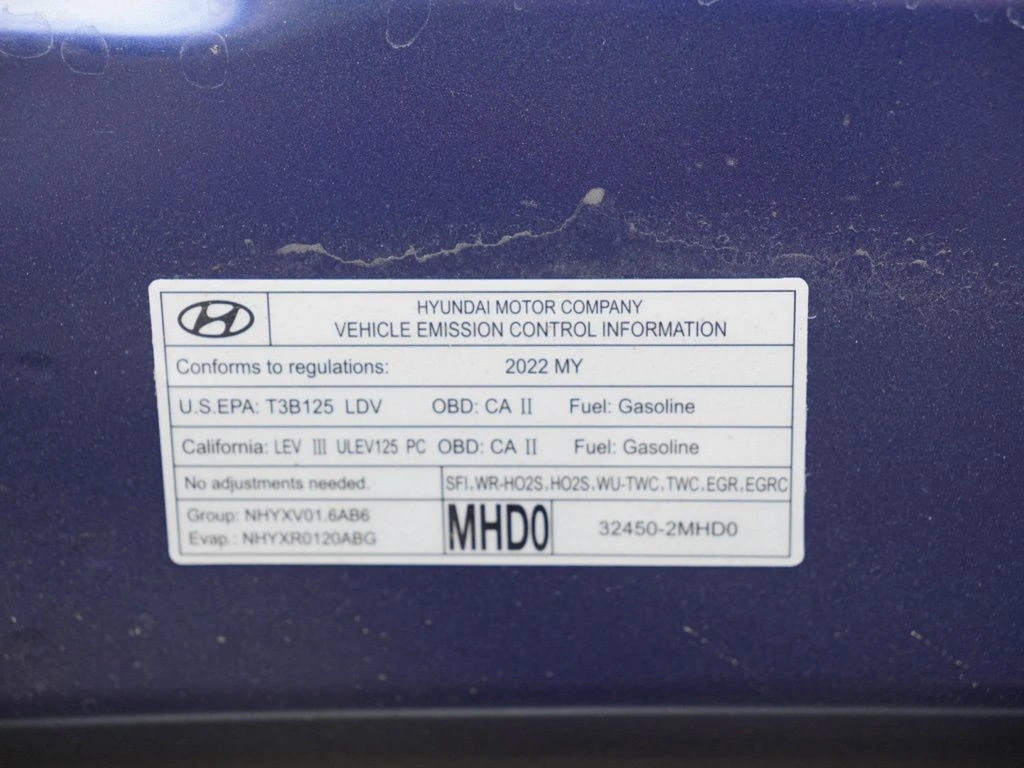 HYUNDAI MOTOR COMPANY
VEHICLE EMISSION CONTROL INFORMATION
Conforms to regulations: 2022 MY
U.S.EPA: T3B125 LDV OBD: CA II Fuel: Gasoline
California: LEV III ULEV125 PC OBD: CA II Fuel: Gasoline
No adjustments needed. SFI, WR-HO2S, HO2S, WU-TWC, TWC, EGR, EGRC
Group: NHYXV01.6AB6
Evap.: NHYXR0120ABG
MHD0 32450-2MHD0